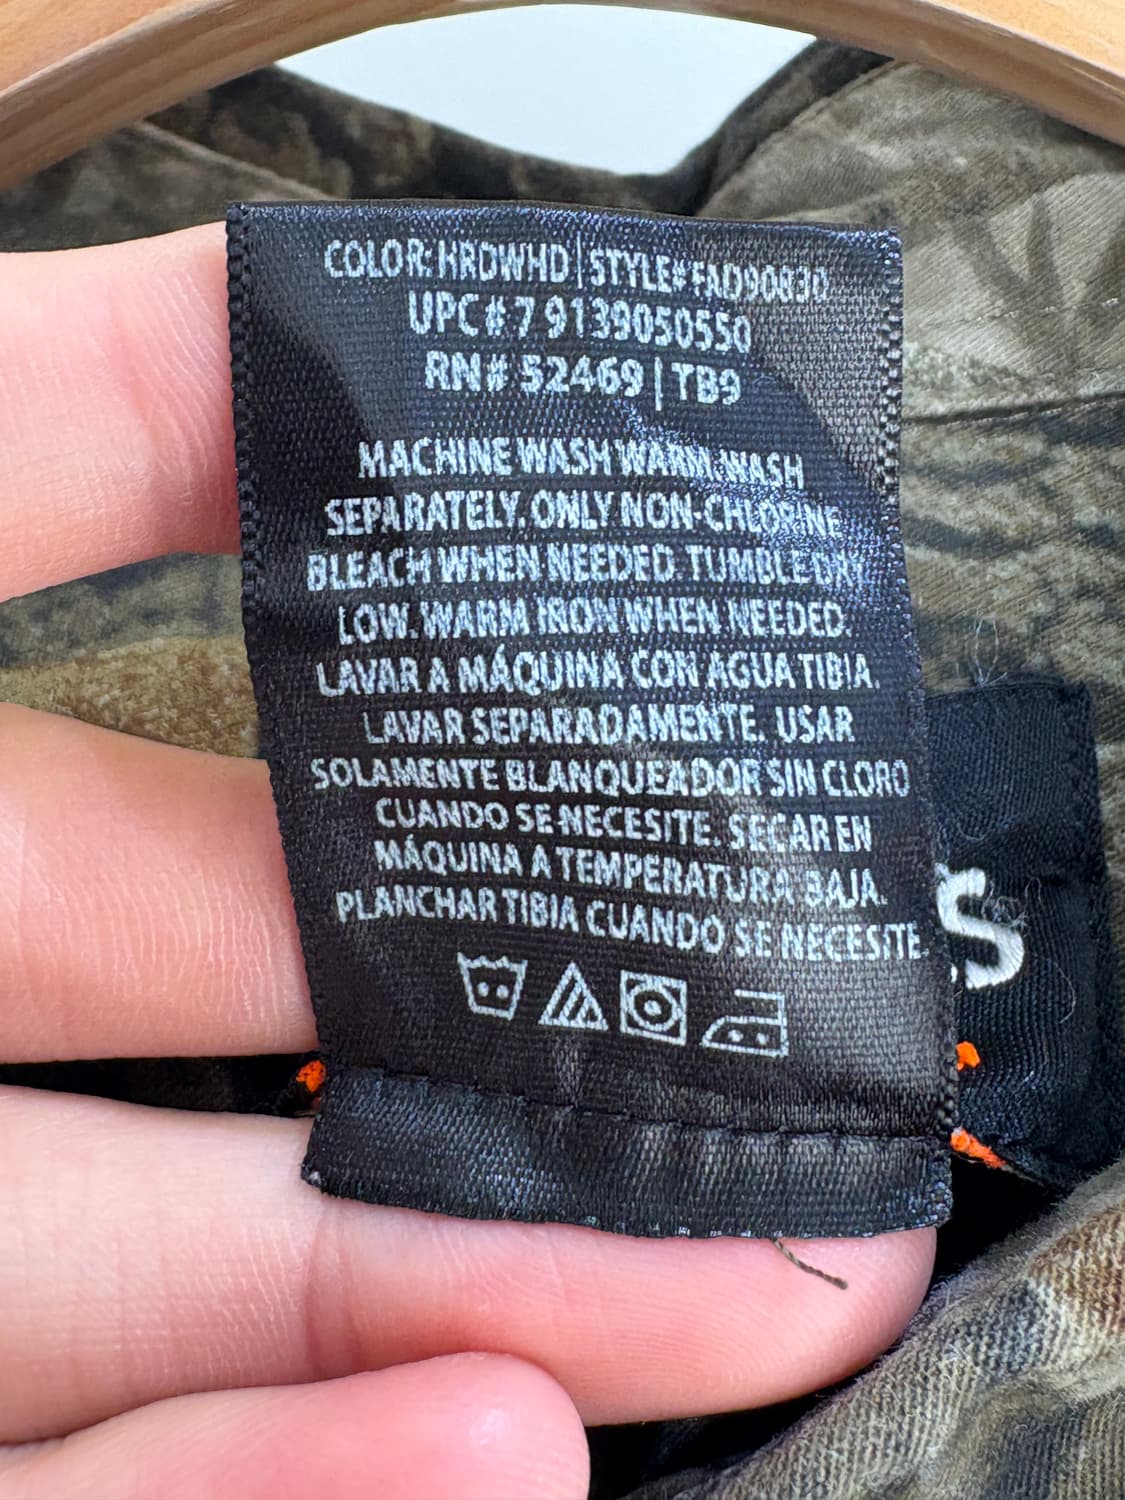 COLOR: HRDWHD | STYLE# FAD90030
UPC # 7 9139050550
RN# 52469 | TB9
MACHINE WASH WARM. WASH
SEPARATELY. ONLY NON-CHLORINE
BLEACH WHEN NEEDED. TUMBLE DRY
LOW. WARM IRON WHEN NEEDED.
LAVAR A MÁQUINA CON AGUA TIBIA.
LAVAR SEPARADAMENTE. USAR
SOLAMENTE BLANQUEADOR SIN CLORO
CUANDO SE NECESITE. SECAR EN
MÁQUINA A TEMPERATURA BAJA.
PLANCHAR TIBIA CUANDO SE NECESITE.